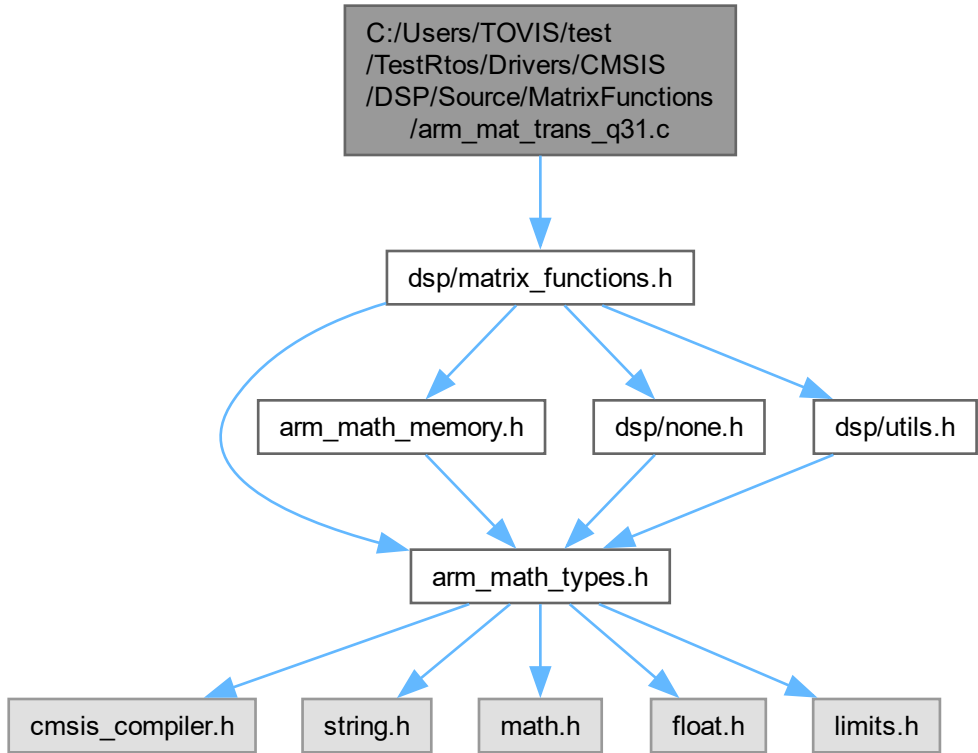 C:/Users/TOVIS/test
/TestRtos/Drivers/CMSIS
/DSP/Source/MatrixFunctions
/arm_mat_trans_q31.c
dsp/matrix_functions.h
arm_math_memory.h
dsp/none.h
dsp/utils.h
arm_math_types.h
cmsis_compiler.h
string.h
math.h
float.h
limits.h